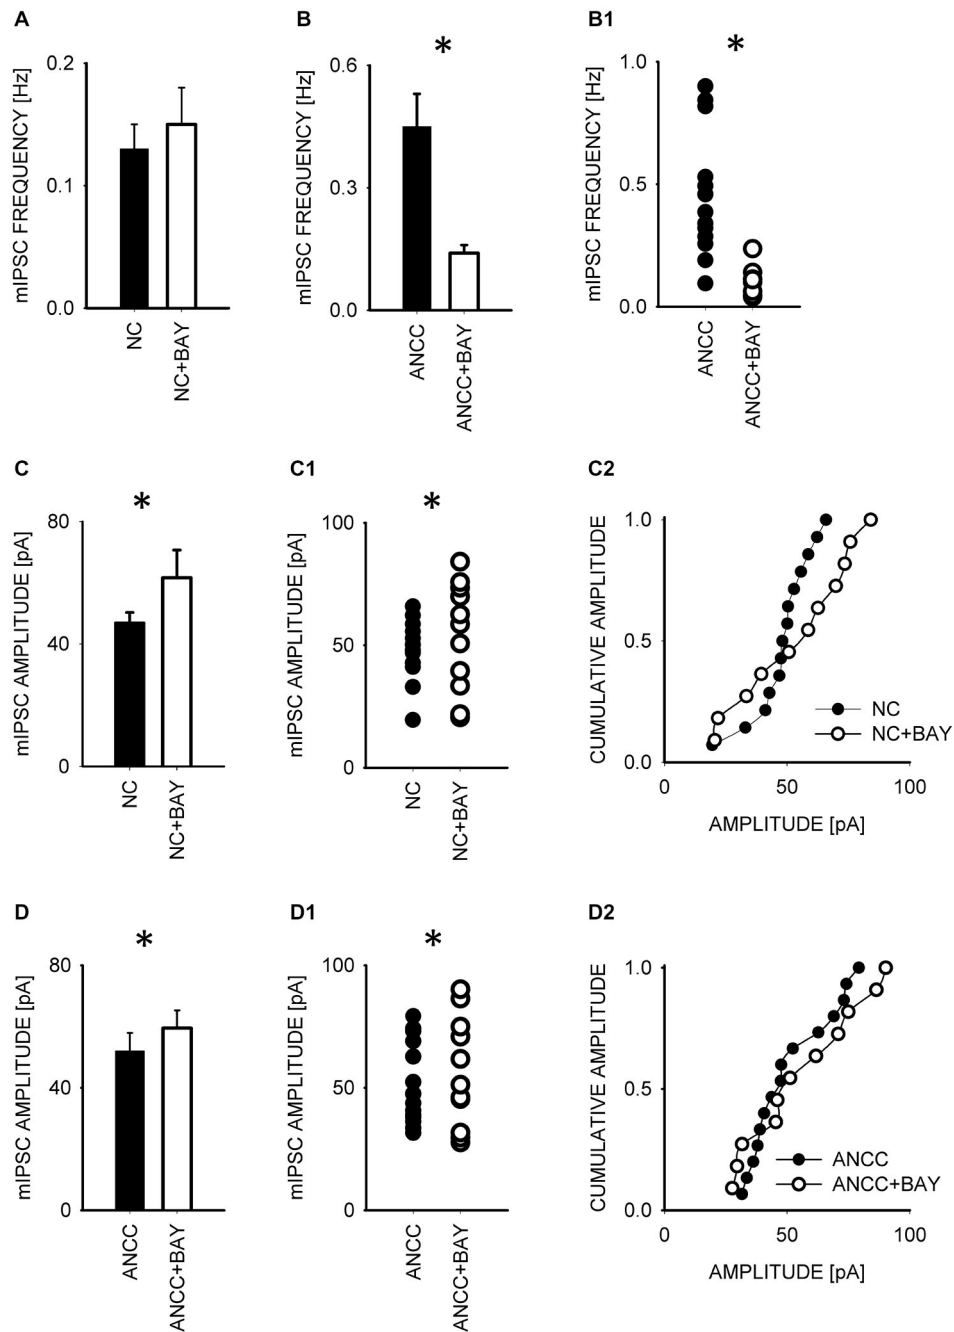 A
B
B1
*
*
mIPSC FREQUENCY [Hz]
0.2
0.1
0.0
NC
NC+BAY
mIPSC FREQUENCY [Hz]
0.6
0.3
0.0
ANCC
ANCC+BAY
mIPSC FREQUENCY [Hz]
1.0
0.5
0.0
ANCC
ANCC+BAY
C
C1
C2
*
*
mIPSC AMPLITUDE [pA]
80
40
0
NC
NC+BAY
mIPSC AMPLITUDE [pA]
100
50
0
NC
NC+BAY
CUMULATIVE AMPLITUDE
1.0
0.5
0.0
NC
NC+BAY
0 50 100
AMPLITUDE [pA]
D
D1
D2
*
*
mIPSC AMPLITUDE [pA]
80
40
0
ANCC
ANCC+BAY
mIPSC AMPLITUDE [pA]
100
50
0
ANCC
ANCC+BAY
CUMULATIVE AMPLITUDE
1.0
0.5
0.0
ANCC
ANCC+BAY
0 50 100
AMPLITUDE [pA]